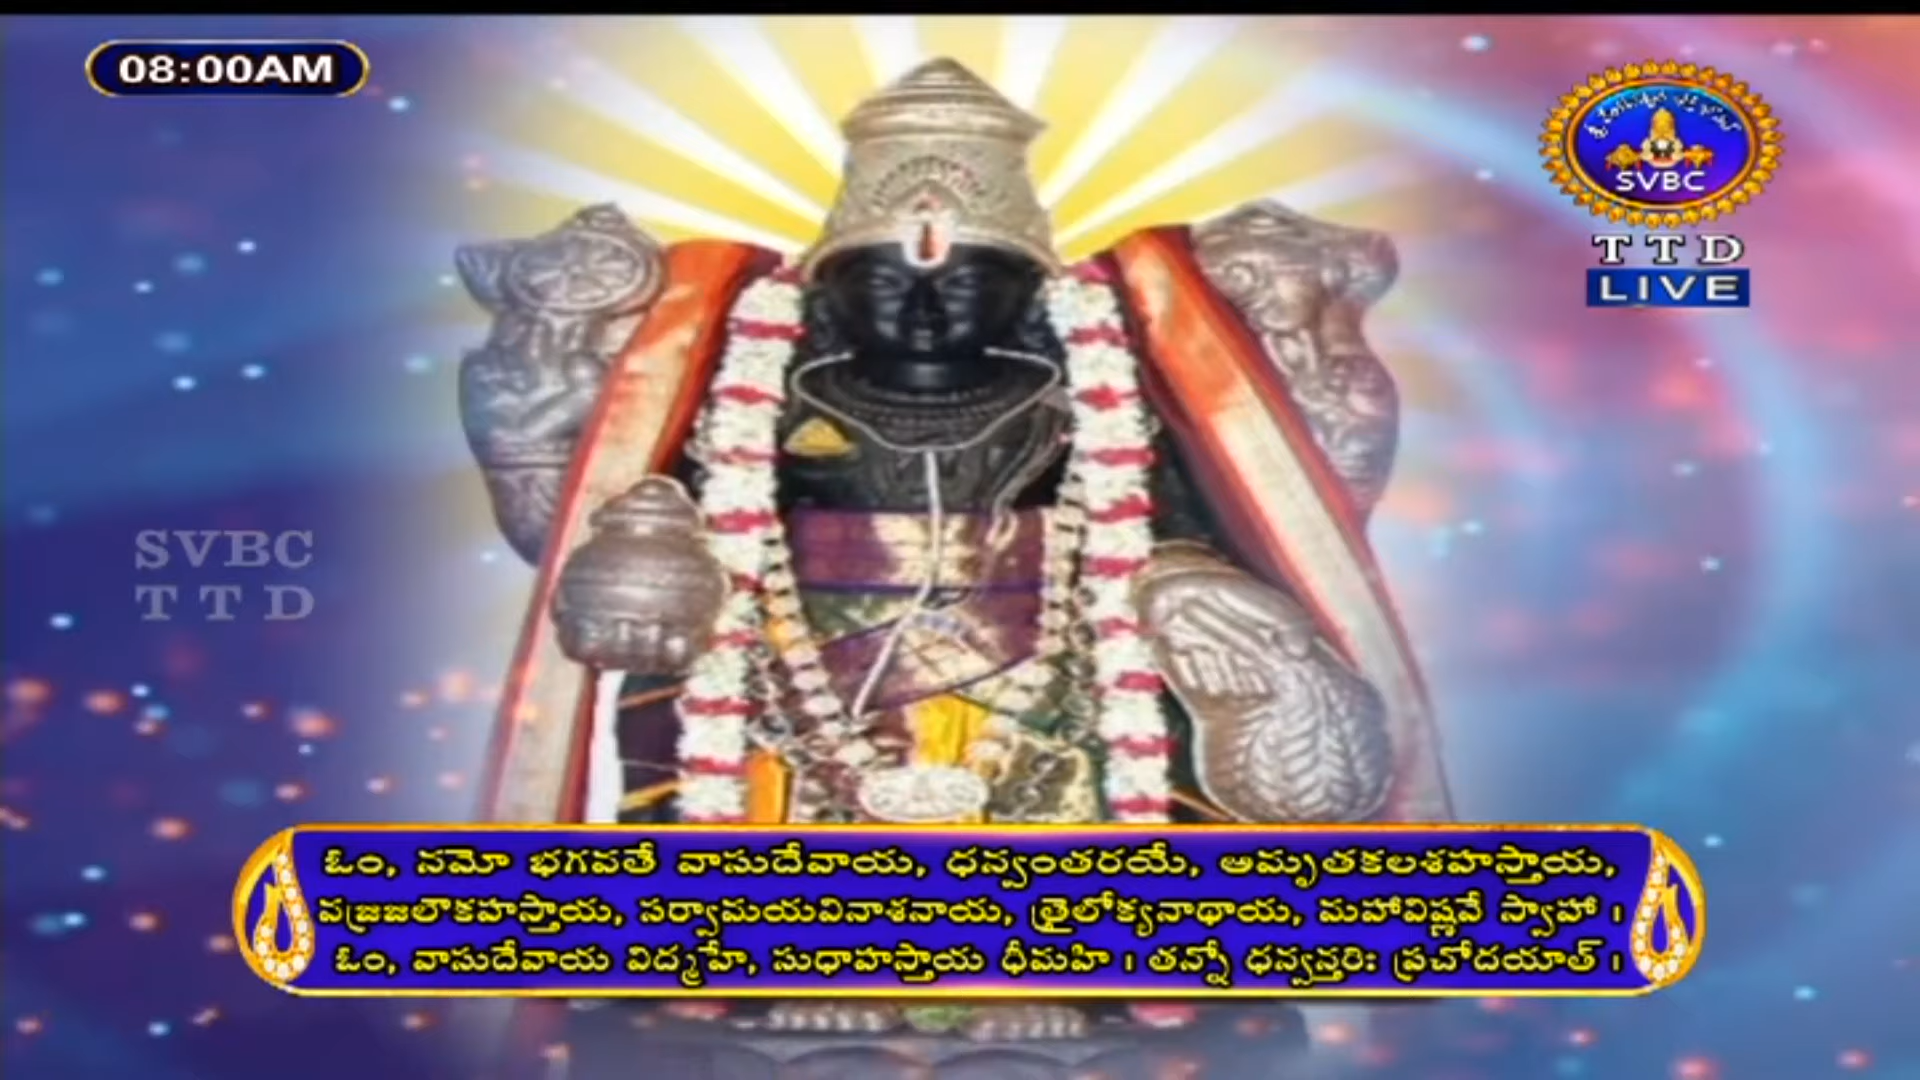 08:00AM
SVBC
TTD
LIVE
SVBC
TTD
ఓం, నమో భగవతే వాసుదేవాయ, ధన్వంతరయే, అమృతకలశహస్తాయ,
వజ్రజలౌకహస్తాయ, సర్వామయవినాశనాయ, త్రైలోక్యనాథాయ, మహావిష్ణవే స్వాహా ।
ఓం, వాసుదేవాయ విద్మహే, సుధాహస్తాయ ధీమహి । తన్నో ధన్వన్తరిః ప్రచోదయాత్ ।